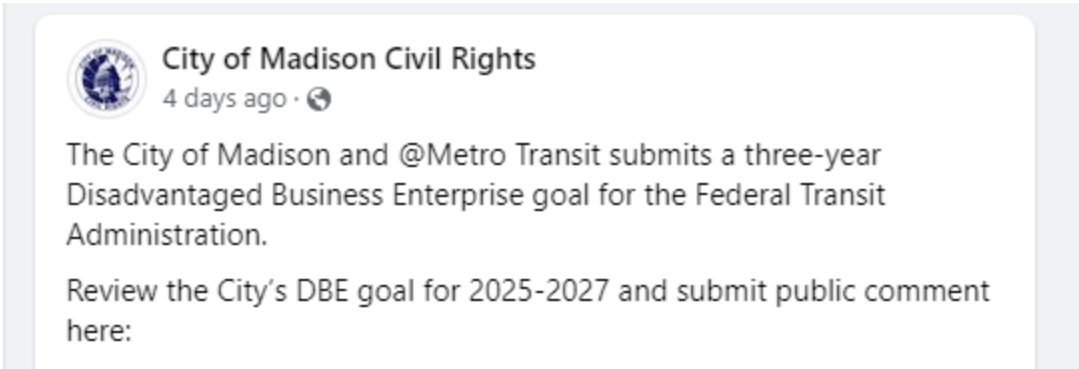 City of Madison Civil Rights
4 days ago ·
The City of Madison and @Metro Transit submits a three-year
Disadvantaged Business Enterprise goal for the Federal Transit
Administration.
Review the City's DBE goal for 2025-2027 and submit public comment
here: